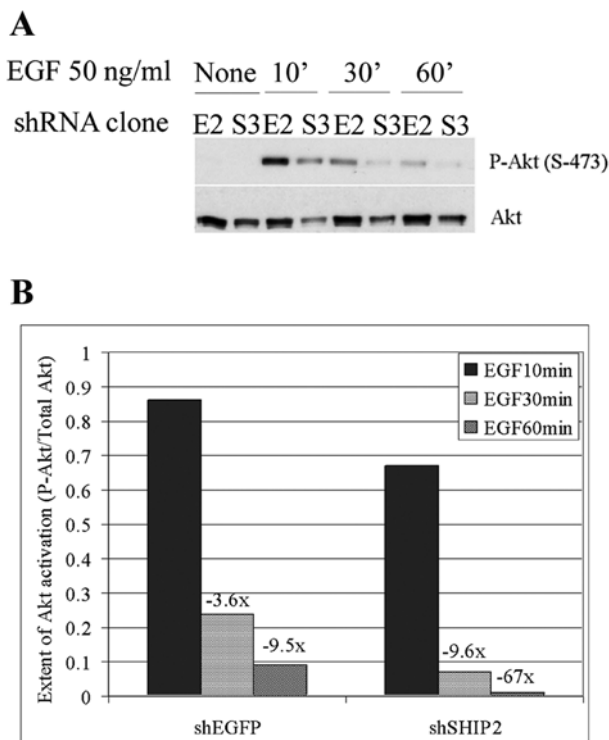 A
EGF 50 ng/ml None 10’ 30’ 60’
shRNA clone E2 S3 E2 S3 E2 S3 E2 S3
P-Akt (S-473)
Akt
B
Extent of Akt activation (P-Akt/Total Akt)
1
0.9
0.8
0.7
0.6
0.5
0.4
0.3
0.2
0.1
0
EGF10min
EGF30min
EGF60min
-3.6x
-9.5x
-9.6x
-67x
shEGFP shSHIP2